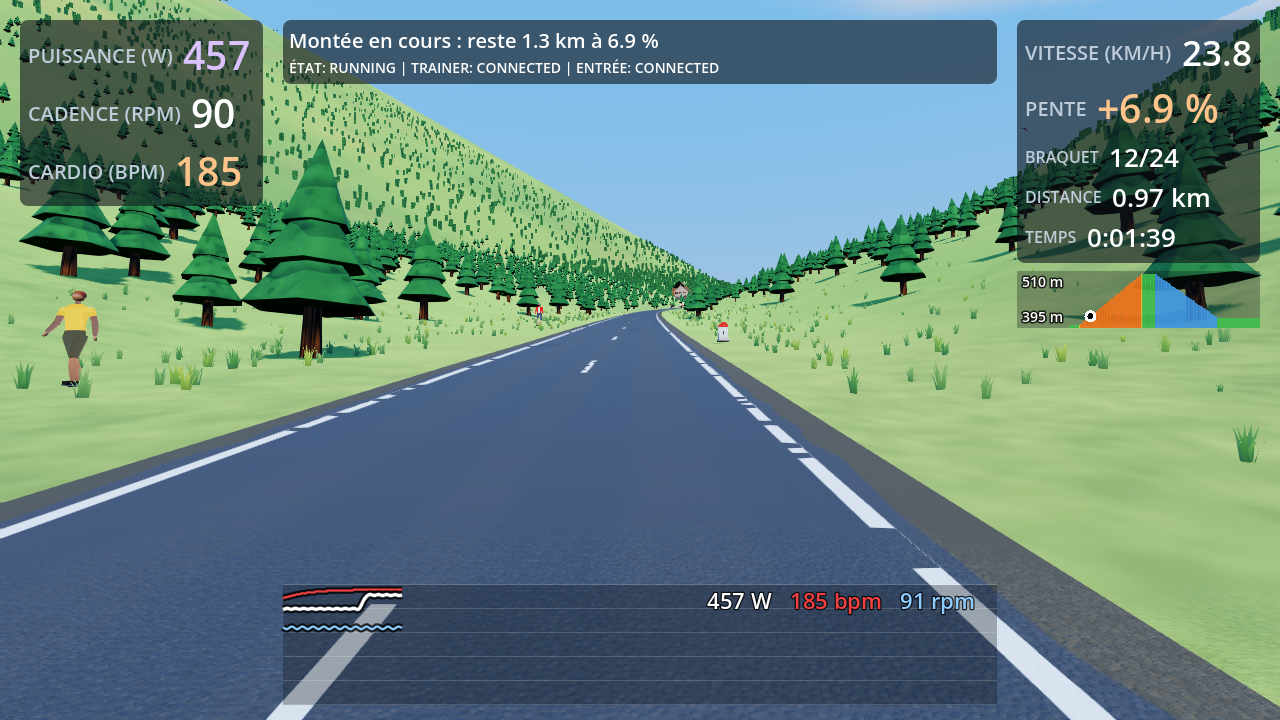 PUISSANCE (W) 457
CADENCE (RPM) 90
CARDIO (BPM) 185
Montée en cours : reste 1.3 km à 6.9 %
ÉTAT: RUNNING | TRAINER: CONNECTED | ENTRÉE: CONNECTED
VITESSE (KM/H) 23.8
PENTE +6.9 %
BRAQUET 12/24
DISTANCE 0.97 km
TEMPS 0:01:39
510 m
395 m
457 W 185 bpm 91 rpm